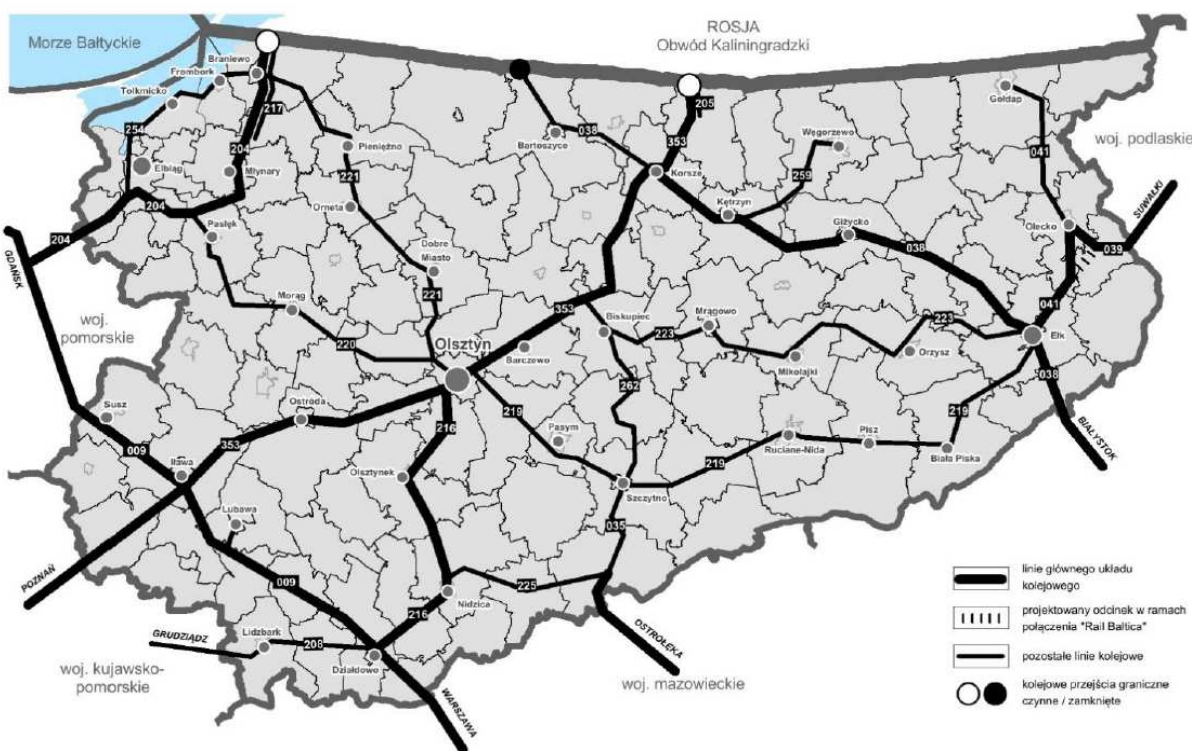 Morze Bałtyckie
ROSJA
Obwód Kaliningradzki
Braniewo
Frombork
Tolkmicko
217
205
Gołdap
254
038
353
Węgorzewo
woj. podlaskie
Bartoszyce
Pieniężno
041
Elbląg
204
Młynary
Korsze
259
221
Kętrzyn
SUWAŁKI
204
Orneta
Pasłęk
Giżycko
Olecko
204
038
039
GDAŃSK
Dobre
Miasto
221
353
Morąg
041
woj.
pomorskie
Biskupiec
Mrągowo
223
223
Ełk
220
Olsztyn
Barczewo
Mikołajki
Orzysz
038
262
Susz
Ostróda
219
219
216
Pasym
BIAŁYSTOK
353
009
Ruciane-Nida
Pisz
Biała Piska
Iława
Olsztynek
219
Szczytno
Lubawa
035
POZNAŃ
009
225
Nidzica
216
GRUDZIĄDZ
Lidzbark
208
Działdowo
OSTROŁĘKA
WARSZAWA
woj. kujawsko-
pomorskie
woj. mazowieckie
linie głównego układu
kolejowego
projektowany odcinek w ramach
połączenia "Rail Baltica"
pozostałe linie kolejowe
kolejowe przejścia graniczne
czynne / zamknięte